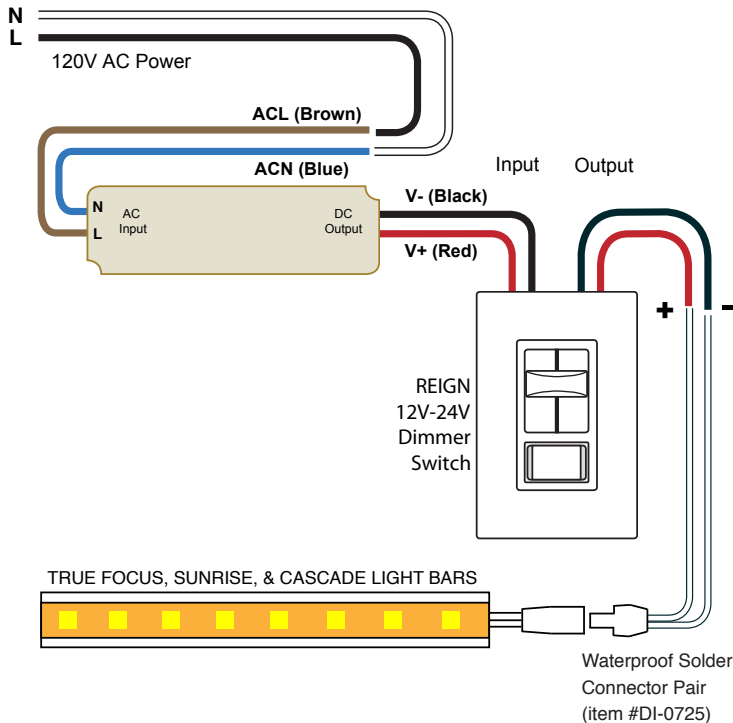 N
L
120V AC Power
ACL (Brown)
ACN (Blue)
Input
Output
N
L
AC
Input
DC
Output
V- (Black)
V+ (Red)
+
-
REIGN
12V-24V
Dimmer
Switch
TRUE FOCUS, SUNRISE, & CASCADE LIGHT BARS
Waterproof Solder
Connector Pair
(item #DI-0725)